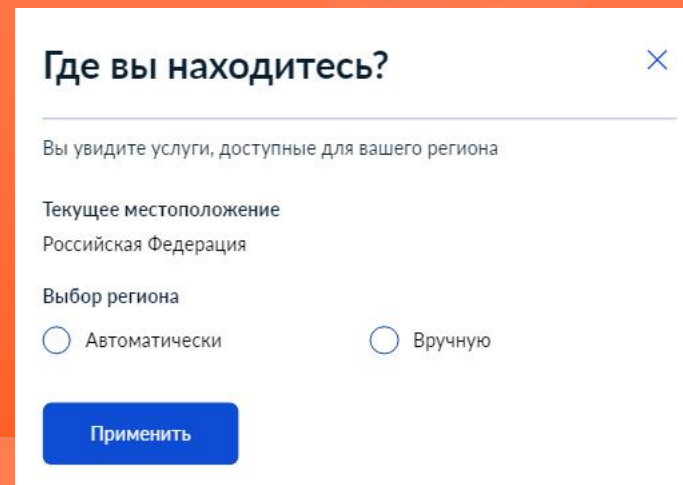 Где вы находитесь?
Вы увидите услуги, доступные для вашего региона
Текущее местоположение
Российская Федерация
Выбор региона
Автоматически
Вручную
Применить